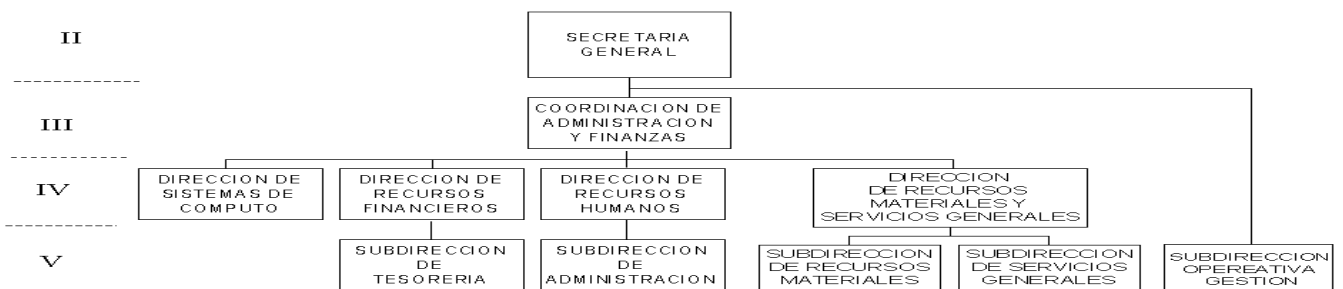 II
SECRETARIA
GENERAL
III
COORDINACION DE
ADMINISTRACION
Y FINANZAS
IV
DIRECCION DE
SISTEMAS DE
COMPUTO
DIRECCION DE
RECURSOS
FINANCIEROS
DIRECCION DE
RECURSOS
HUMANOS
DIRECCION
DE RECURSOS
MATERIALES Y
SERVICIOS GENERALES
V
SUBDIRECCION
DE
TESORERIA
SUBDIRECCION
DE
ADMINISTRACION
SUBDIRECCION
DE RECURSOS
MATERIALES
SUBDIRECCION
DE SERVICIOS
GENERALES
SUBDIRECCION
OPEREATIVA
GESTION